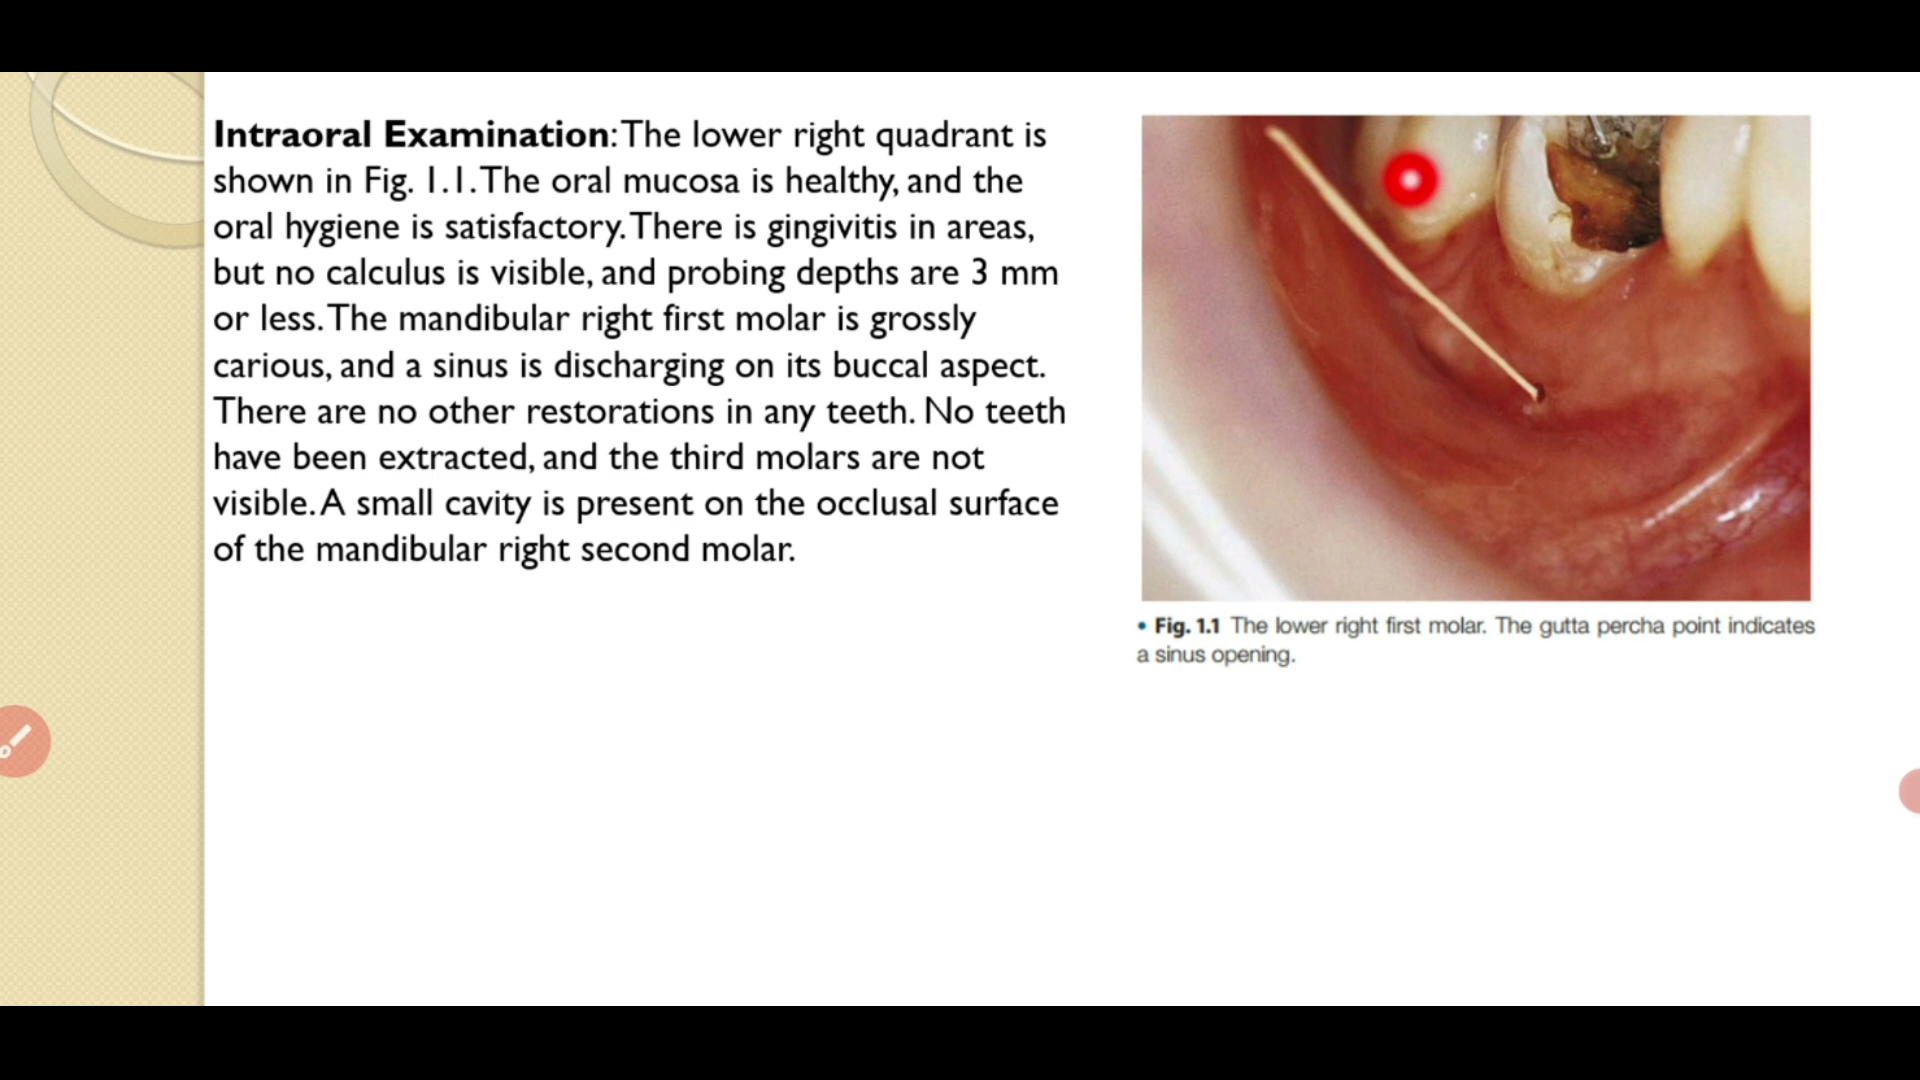 Intraoral Examination: The lower right quadrant is
shown in Fig. 1.1. The oral mucosa is healthy, and the
oral hygiene is satisfactory. There is gingivitis in areas,
but no calculus is visible, and probing depths are 3 mm
or less. The mandibular right first molar is grossly
carious, and a sinus is discharging on its buccal aspect.
There are no other restorations in any teeth. No teeth
have been extracted, and the third molars are not
visible. A small cavity is present on the occlusal surface
of the mandibular right second molar.
• Fig. 1.1 The lower right first molar. The gutta percha point indicates
a sinus opening.